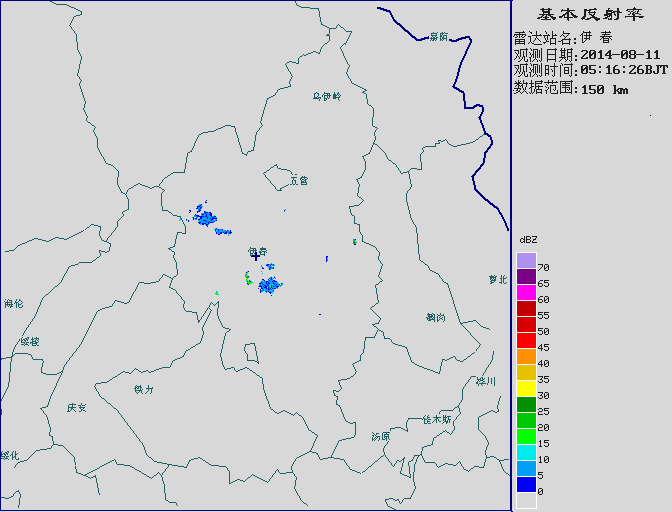 基本反射率
雷达站名:伊 春
观测日期:2014-08-11
观测时间:05:16:26BJT
数据范围:150 km
dBZ
70
65
60
55
50
45
40
35
30
25
20
15
10
5
0
嘉荫
乌伊岭
五营
伊春
萝北
海伦
鹤岗
绥棱
桦川
铁力
庆安
佳木斯
汤原
绥化